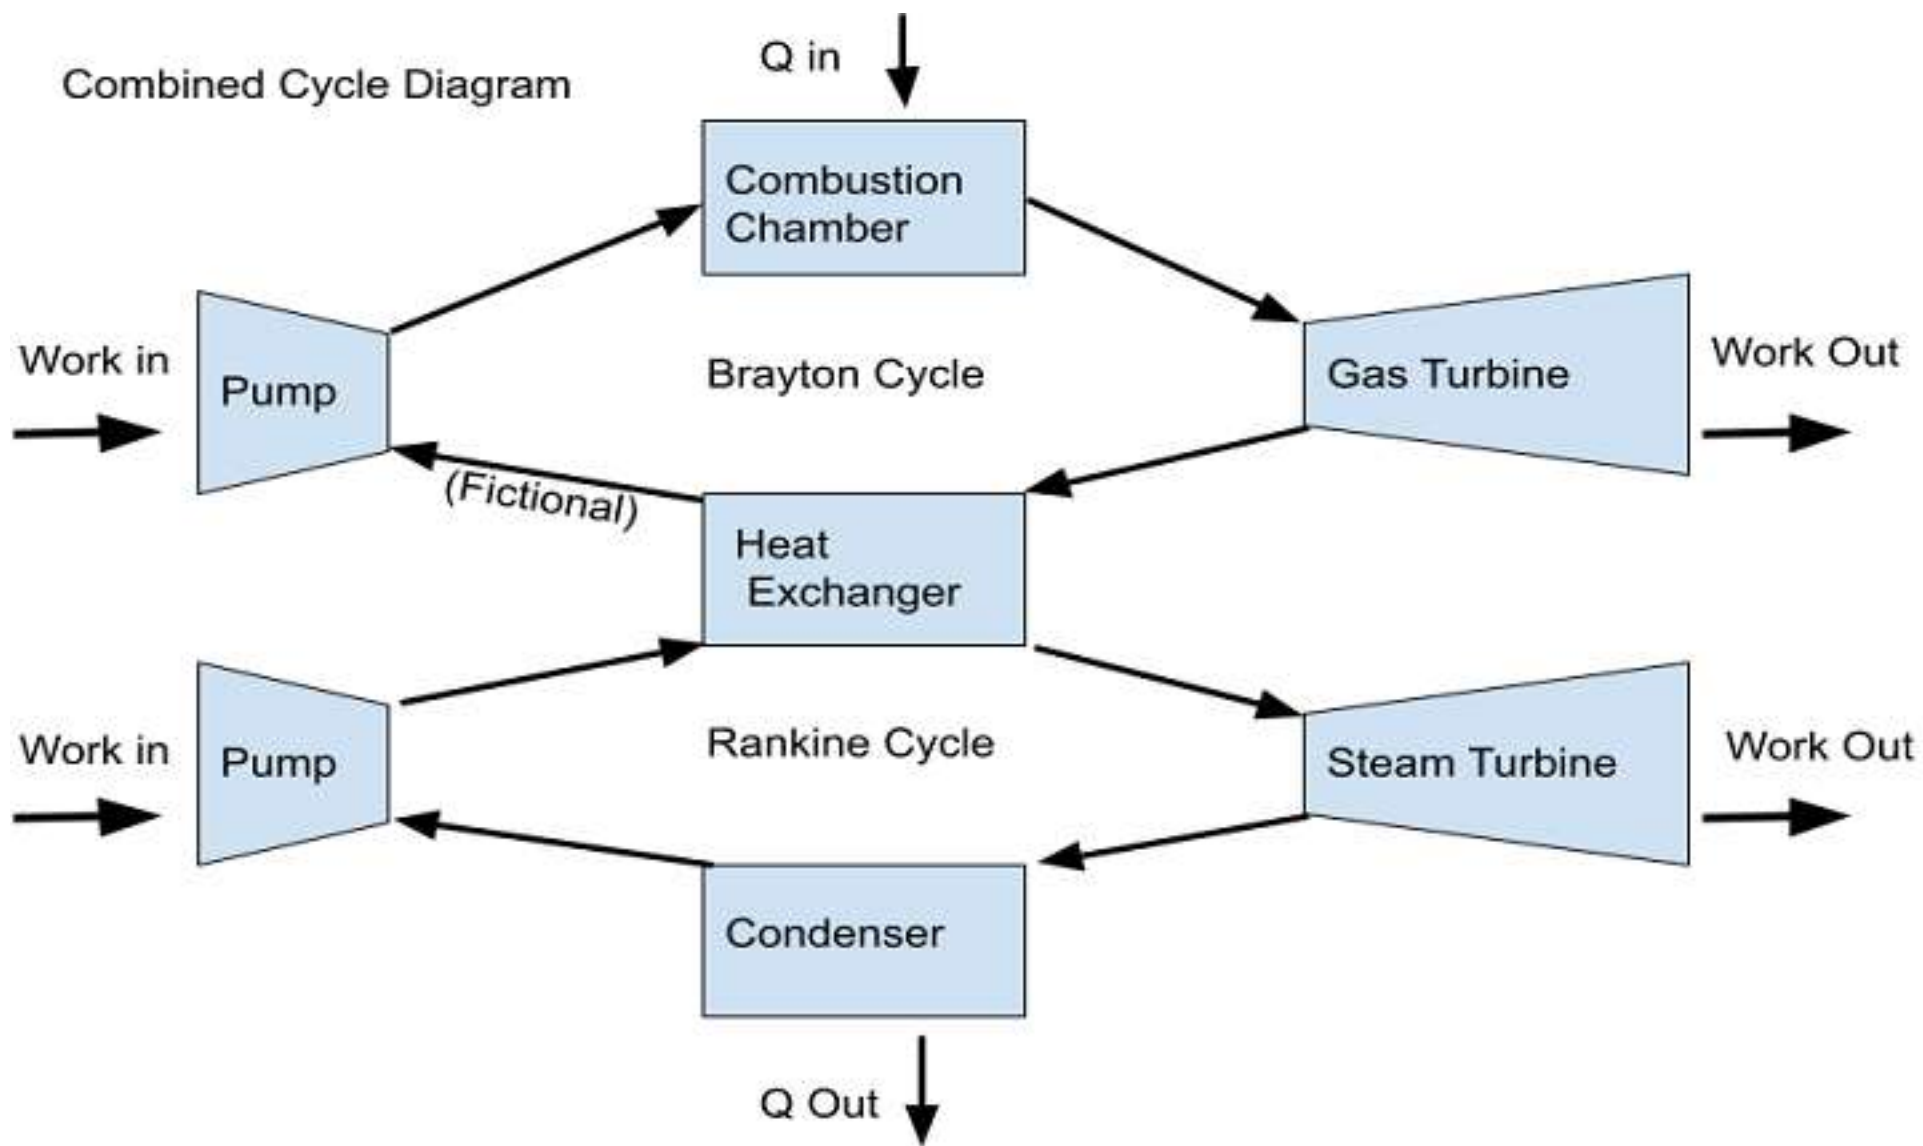 Combined Cycle Diagram
Q in
Combustion
Chamber
Work in
Pump
Brayton Cycle
Gas Turbine
Work Out
(Fictional)
Heat
Exchanger
Work in
Pump
Rankine Cycle
Steam Turbine
Work Out
Condenser
Q Out